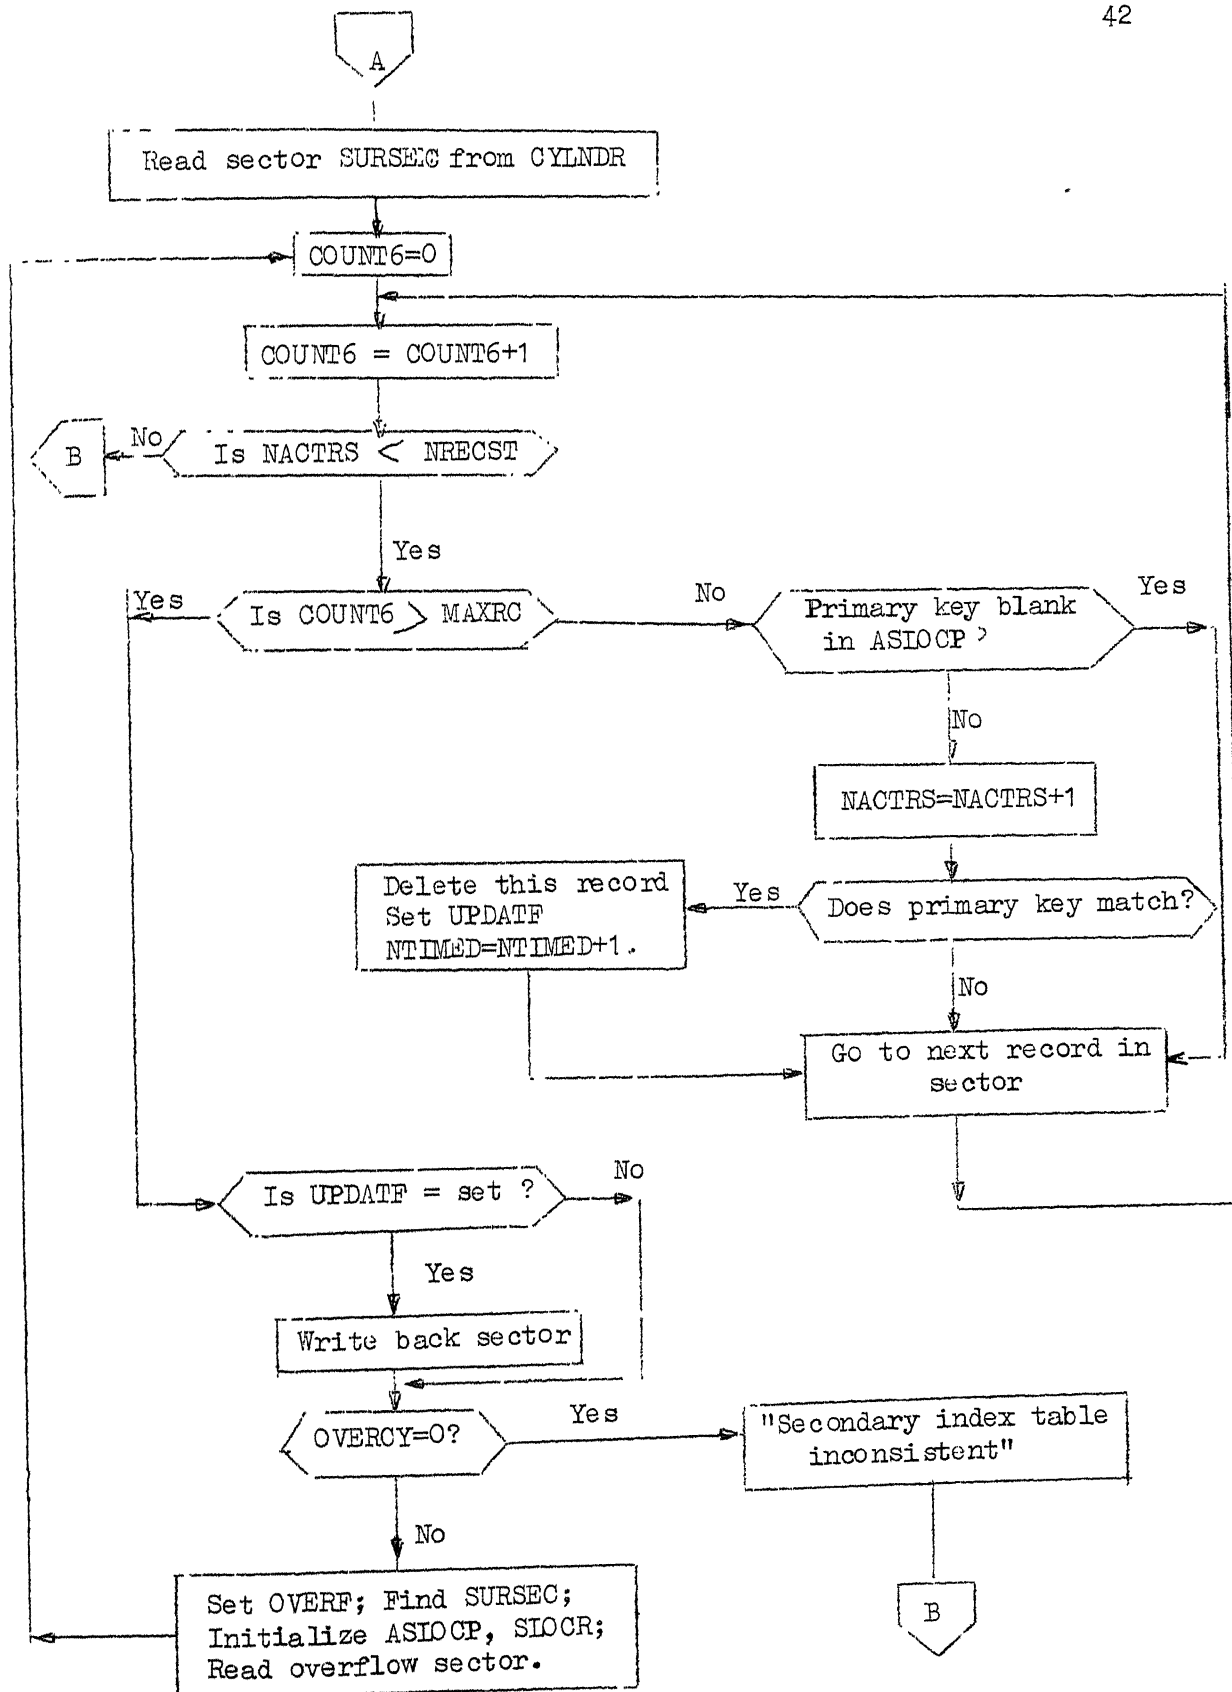 42
A
Read sector SURSEC from CYLNDR
COUNT6=0
COUNT6 = COUNT6+1
B
No
Is NACTRS < NRECST
Yes
Yes
Is COUNT6 > MAXRC
No
Primary key blank
in ASIOCP ?
Yes
No
NACTRS=NACTRS+1
Delete this record
Set UPDATF
NTIMED=NTIMED+1.
Yes
Does primary key match?
No
Go to next record in
sector
Is UPDATF = set ?
No
Yes
Write back sector
OVERCY=0?
Yes
"Secondary index table
inconsistent"
No
Set OVERF; Find SURSEC;
Initialize ASIOCP, SIOCR;
Read overflow sector.
B